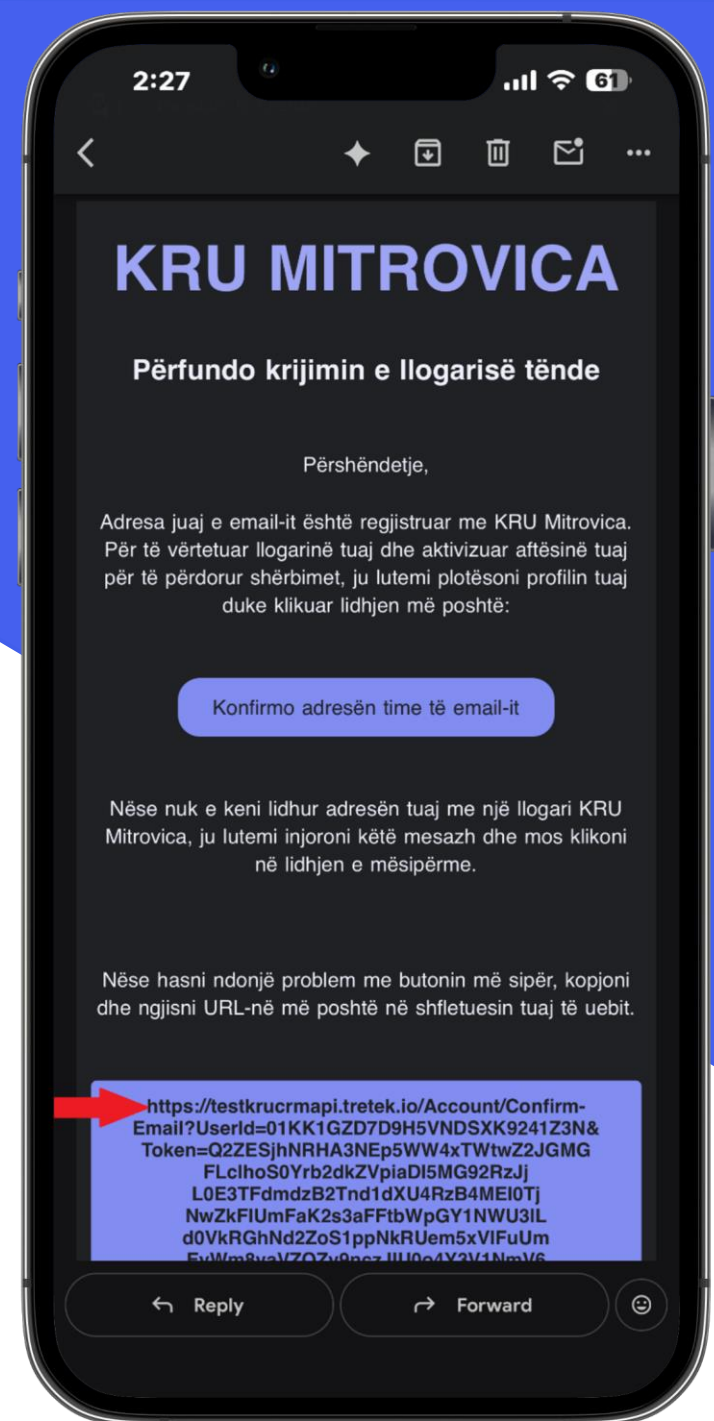 2:27
61
KRU MITROVICA
Përfundo krijimin e llogarisë tënde
Përshëndetje,
Adresa juaj e email-it është regjistruar me KRU Mitrovica.
Për të vërtetuar llogarinë tuaj dhe aktivizuar aftësinë tuaj
për të përdorur shërbimet, ju lutemi plotësoni profilin tuaj
duke klikuar lidhjen më poshtë:
Konfirmo adresën time të email-it
Nëse nuk e keni lidhur adresën tuaj me një llogari KRU
Mitrovica, ju lutemi injoroni këtë mesazh dhe mos klikoni
në lidhjen e mësipërme.
Nëse hasni ndonjë problem me butonin më sipër, kopjoni
dhe ngjisni URL-në më poshtë në shfletuesin tuaj të uebit.
https://testkrucrmapi.tretek.io/Account/Confirm-
Email?UserId=01KK1GZD7D9H5VNDSXK9241Z3N&
Token=Q2ZESjhNRHA3NEp5WW4xTWtwZ2JGMG
FLclhoS0Yrb2dkZVpiaDI5MG92RzJj
L0E3TFdmdzB2Tnd1dXU4RzB4MEI0Tj
NwZkFIUmFaK2s3aFFtbWpGY1NWU3lL
d0VkRGhNd2ZoS1ppNkRUem5xVlFuUm
Reply
Forward